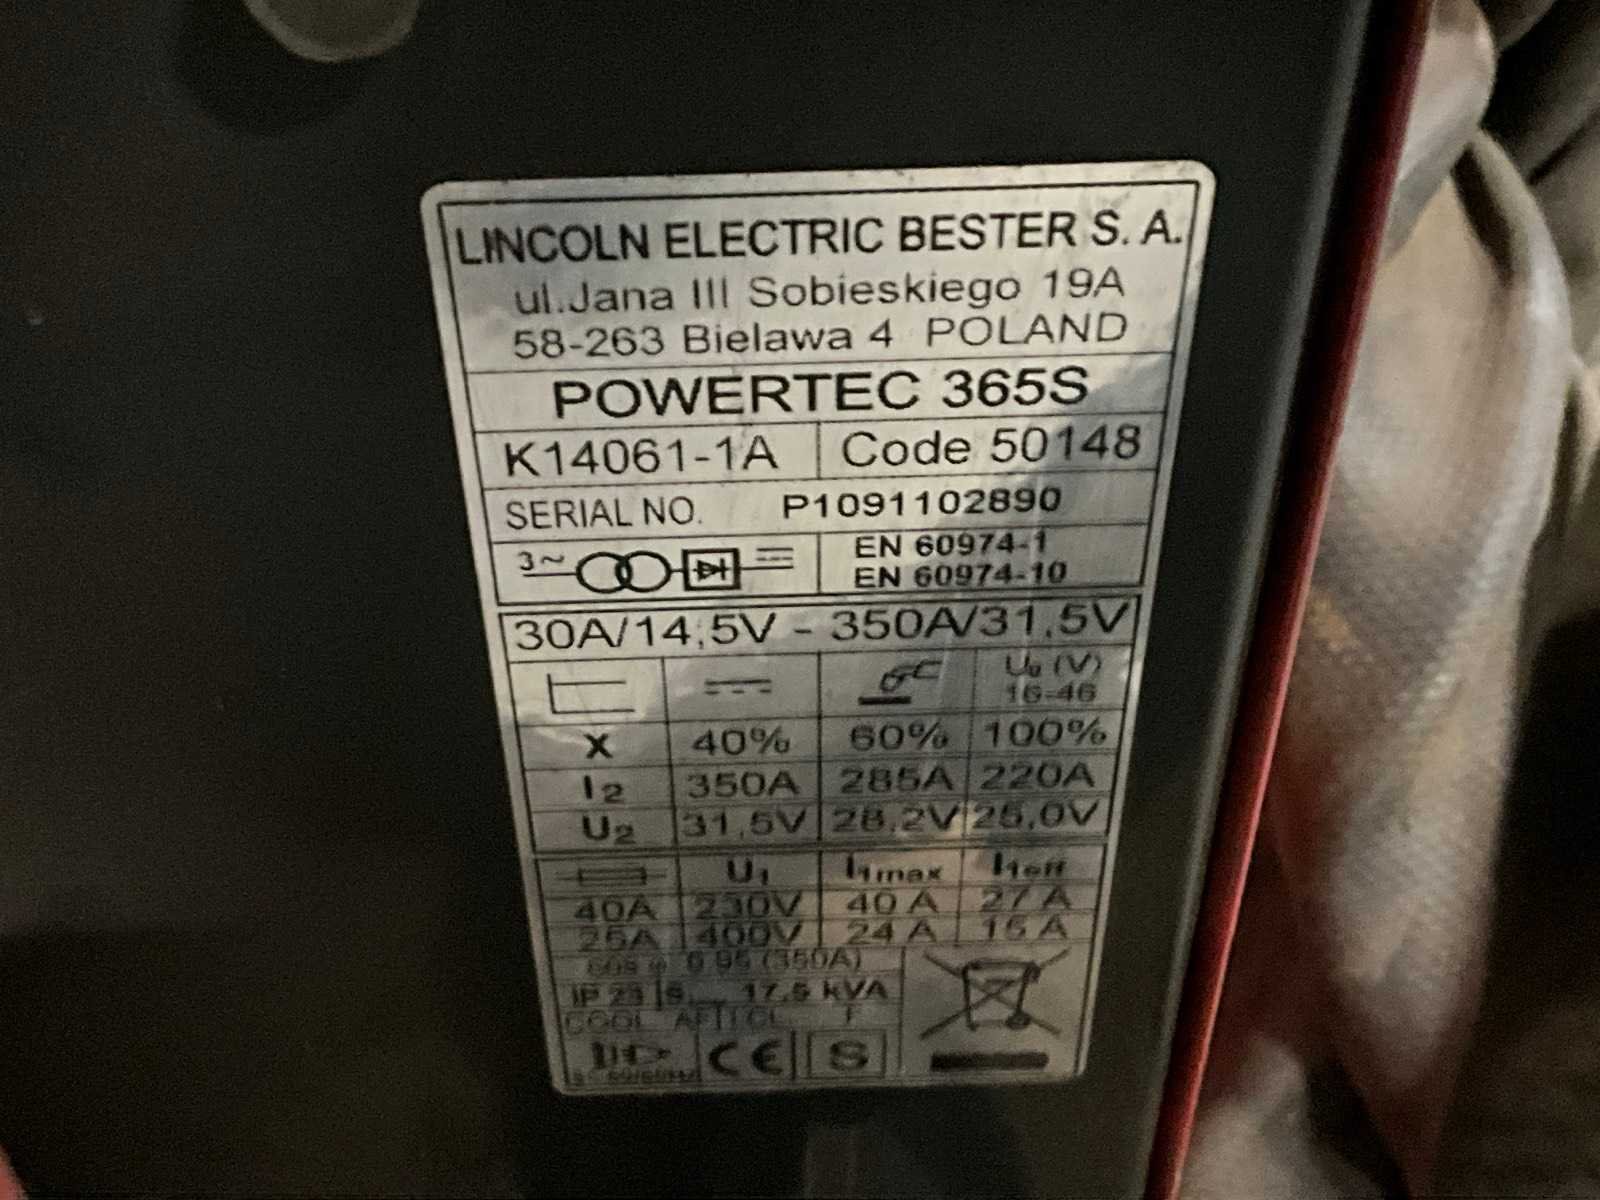 LINCOLN ELECTRIC BESTER S. A.
ul.Jana III Sobieskiego 19A
58-263 Bielawa 4 POLAND
POWERTEC 365S
K14061-1A Code 50148
SERIAL NO. P1091102890
3~ EN 60974-1
EN 60974-10
30A/14,5V - 350A/31,5V
U₀ (V)
16-46
X 40% 60% 100%
I₂ 350A 285A 220A
U₂ 31,5V 28,2V 25,0V
U₁ I₁max I₁eff
40A 230V 40 A 27 A
25A 400V 24 A 15 A
0,95 (350A)
IP 23 17,5 kVA
COOL F
CE S